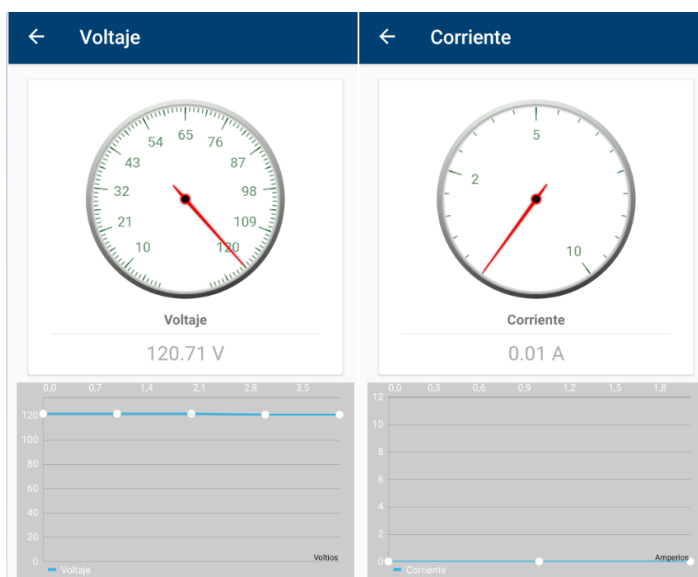 ← Voltaje
54 65 76
43 87
32 98
21 109
10 120
Voltaje
120.71 V
0,0 0,7 1,4 2,1 2,8 3,5
120
100
80
60
40
20
0
Voltios
Voltaje
← Corriente
5
2
10
Corriente
0.01 A
0,0 0,3 0,6 0,9 1,2 1,5 1,8
12
10
8
6
4
2
0
Amperios
Corriente